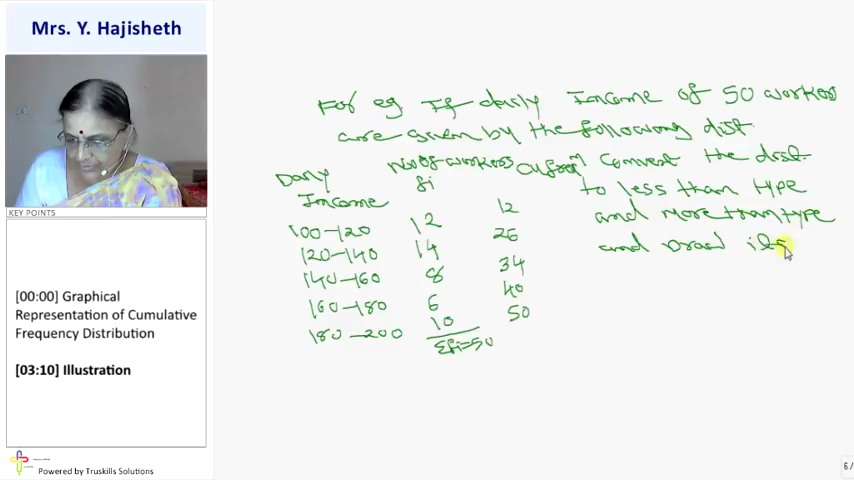 Mrs. Y. Hajisheth
KEY POINTS
[00:00] Graphical
Representation of Cumulative
Frequency Distribution
[03:10] Illustration
Powered by Truskills Solutions
For eg If daily Income of 50 workers
are given by the following dist.
Daily Income
No of workers fi
Cu freqn
100-120 12 12
120-140 14 26
140-160 8 34
160-180 6 40
180-200 10 50
Σfi=50
Convert the dist.
to less than type
and more than type
and Draw its
6/